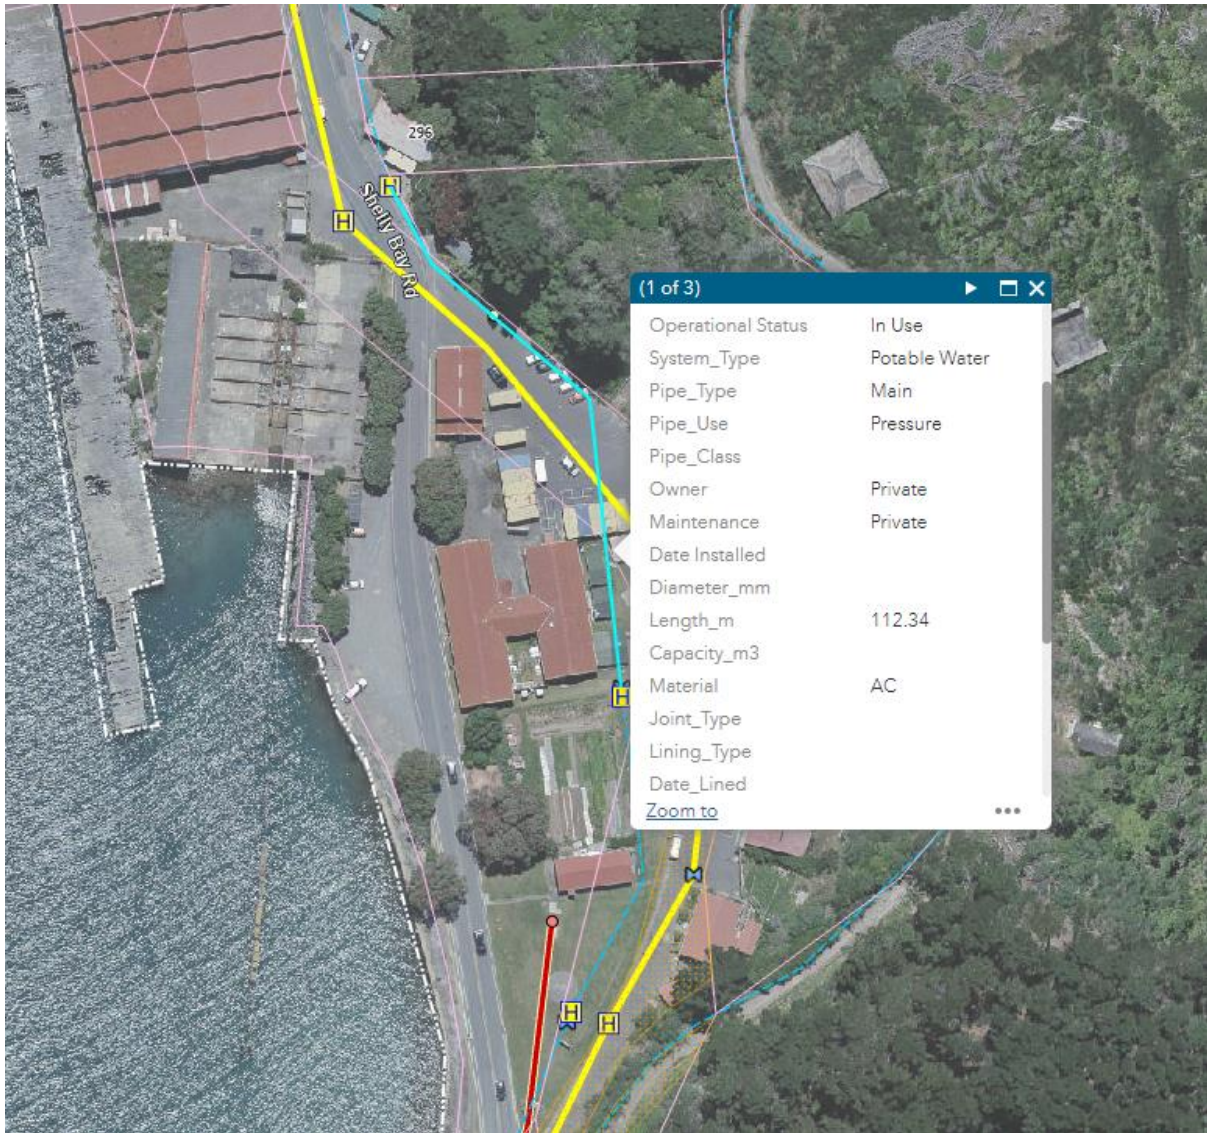 296
H
H
Shelly Bay Rd
(1 of 3)
Operational Status In Use
System_Type Potable Water
Pipe_Type Main
Pipe_Use Pressure
Pipe_Class
Owner Private
Maintenance Private
Date Installed
Diameter_mm
Length_m 112.34
Capacity_m3
Material AC
Joint_Type
Lining_Type
Date_Lined
Zoom to
H
H
H